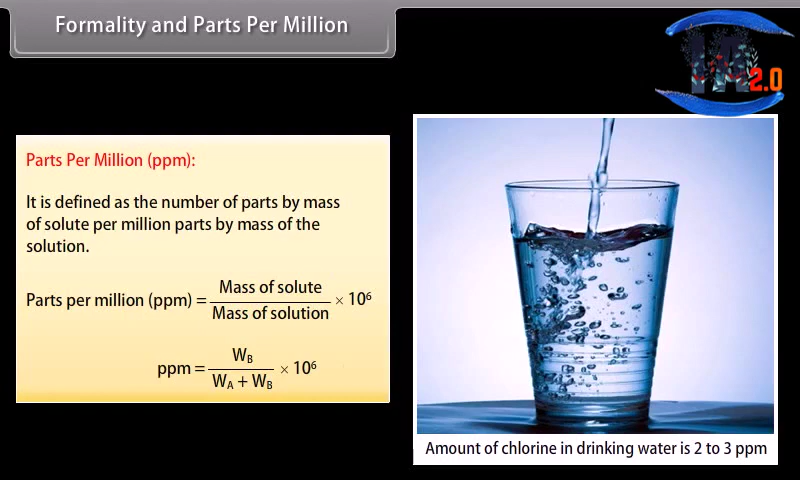 Formality and Parts Per Million
IA 2.0
Parts Per Million (ppm):
It is defined as the number of parts by mass
of solute per million parts by mass of the
solution.
Parts per million (ppm) = Mass of solute / Mass of solution × 10⁶
ppm = W_B / W_A + W_B × 10⁶
Amount of chlorine in drinking water is 2 to 3 ppm